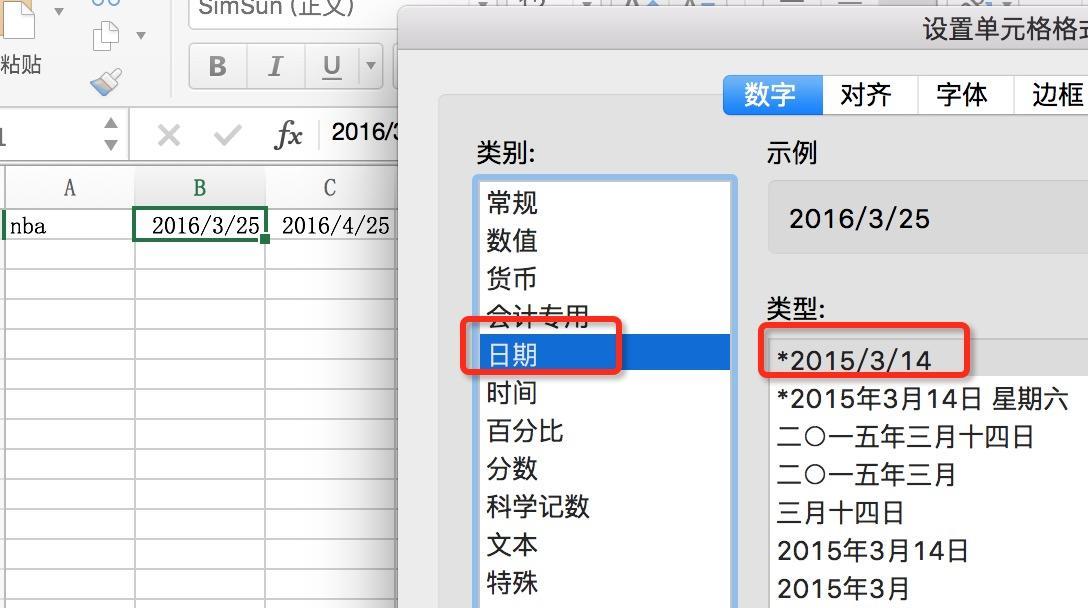 SimSun (正文)
粘贴
B I U
设置单元格格式
数字 对齐 字体 边框
fx 2016/3
A B C
nba 2016/3/25 2016/4/25
类别:
常规
数值
货币
会计专用
日期
时间
百分比
分数
科学记数
文本
特殊
示例
2016/3/25
类型:
*2015/3/14
*2015年3月14日 星期六
二〇一五年三月十四日
二〇一五年三月
三月十四日
2015年3月14日
2015年3月